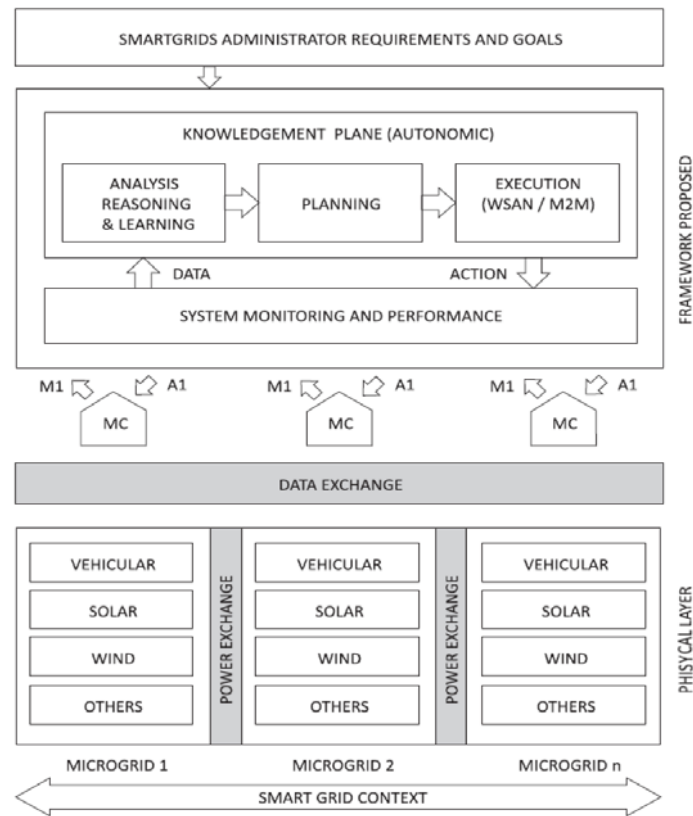 SMARTGRIDS ADMINISTRATOR REQUIREMENTS AND GOALS
KNOWLEDGEMENT PLANE (AUTONOMIC)
ANALYSIS
REASONING
& LEARNING
PLANNING
EXECUTION
(WSAN / M2M)
DATA
ACTION
SYSTEM MONITORING AND PERFORMANCE
FRAMEWORK PROPOSED
M1
A1
MC
M1
A1
MC
M1
A1
MC
DATA EXCHANGE
VEHICULAR
SOLAR
WIND
OTHERS
POWER EXCHANGE
VEHICULAR
SOLAR
WIND
OTHERS
POWER EXCHANGE
VEHICULAR
SOLAR
WIND
OTHERS
PHISYCAL LAYER
MICROGRID 1
MICROGRID 2
MICROGRID n
SMART GRID CONTEXT